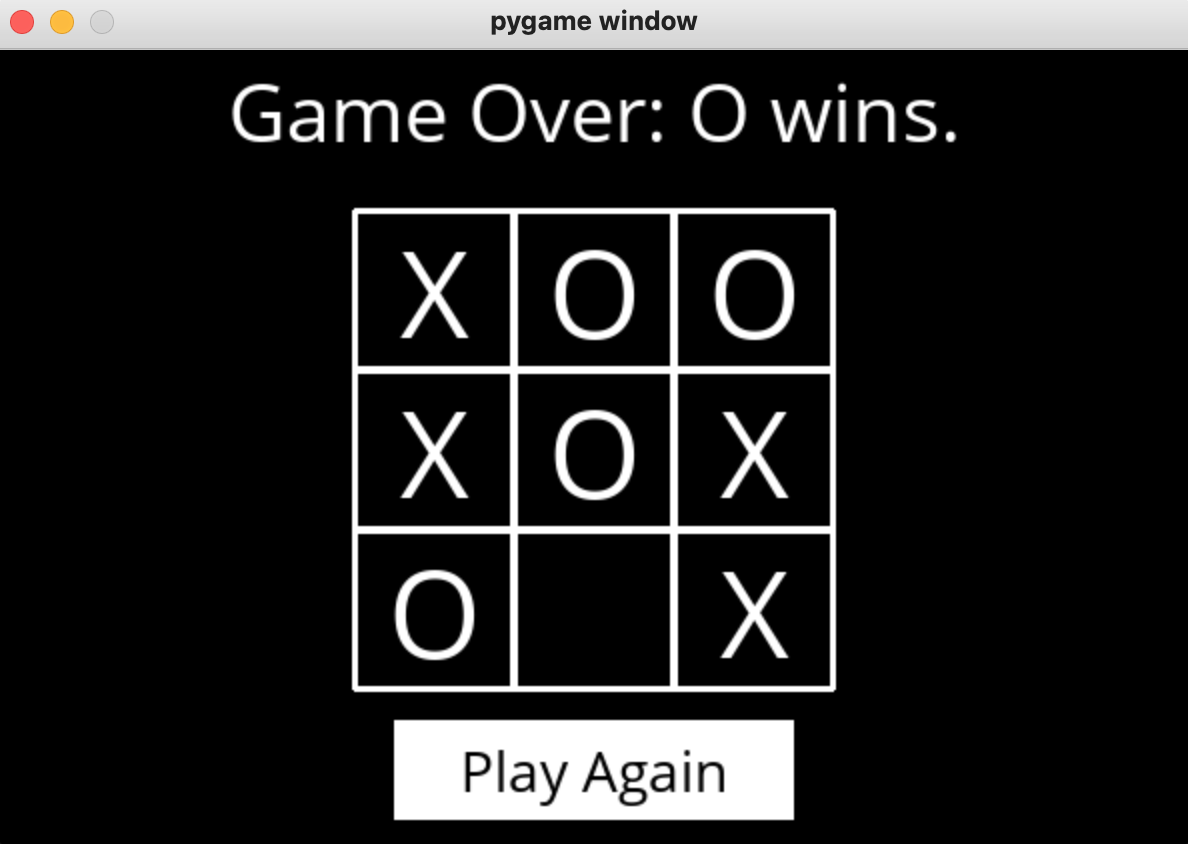 pygame window
Game Over: O wins.
X O O
X O X
O X
Play Again